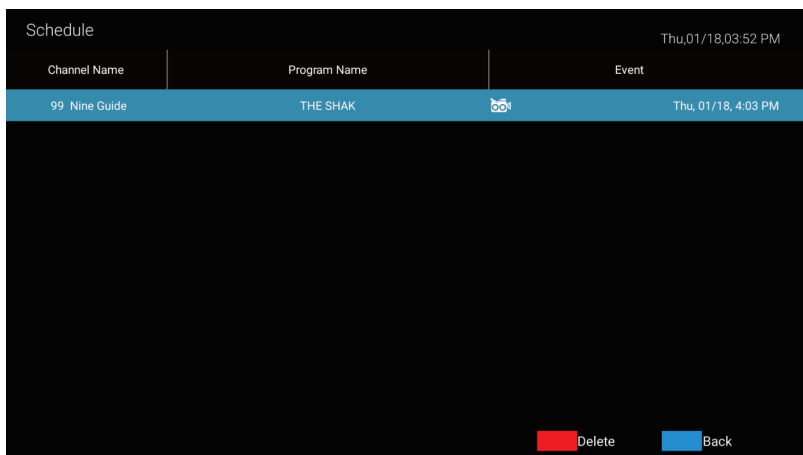 Schedule
Thu,01/18,03:52 PM
Channel Name Program Name Event
99 Nine Guide THE SHAK Thu, 01/18, 4:03 PM
Delete Back